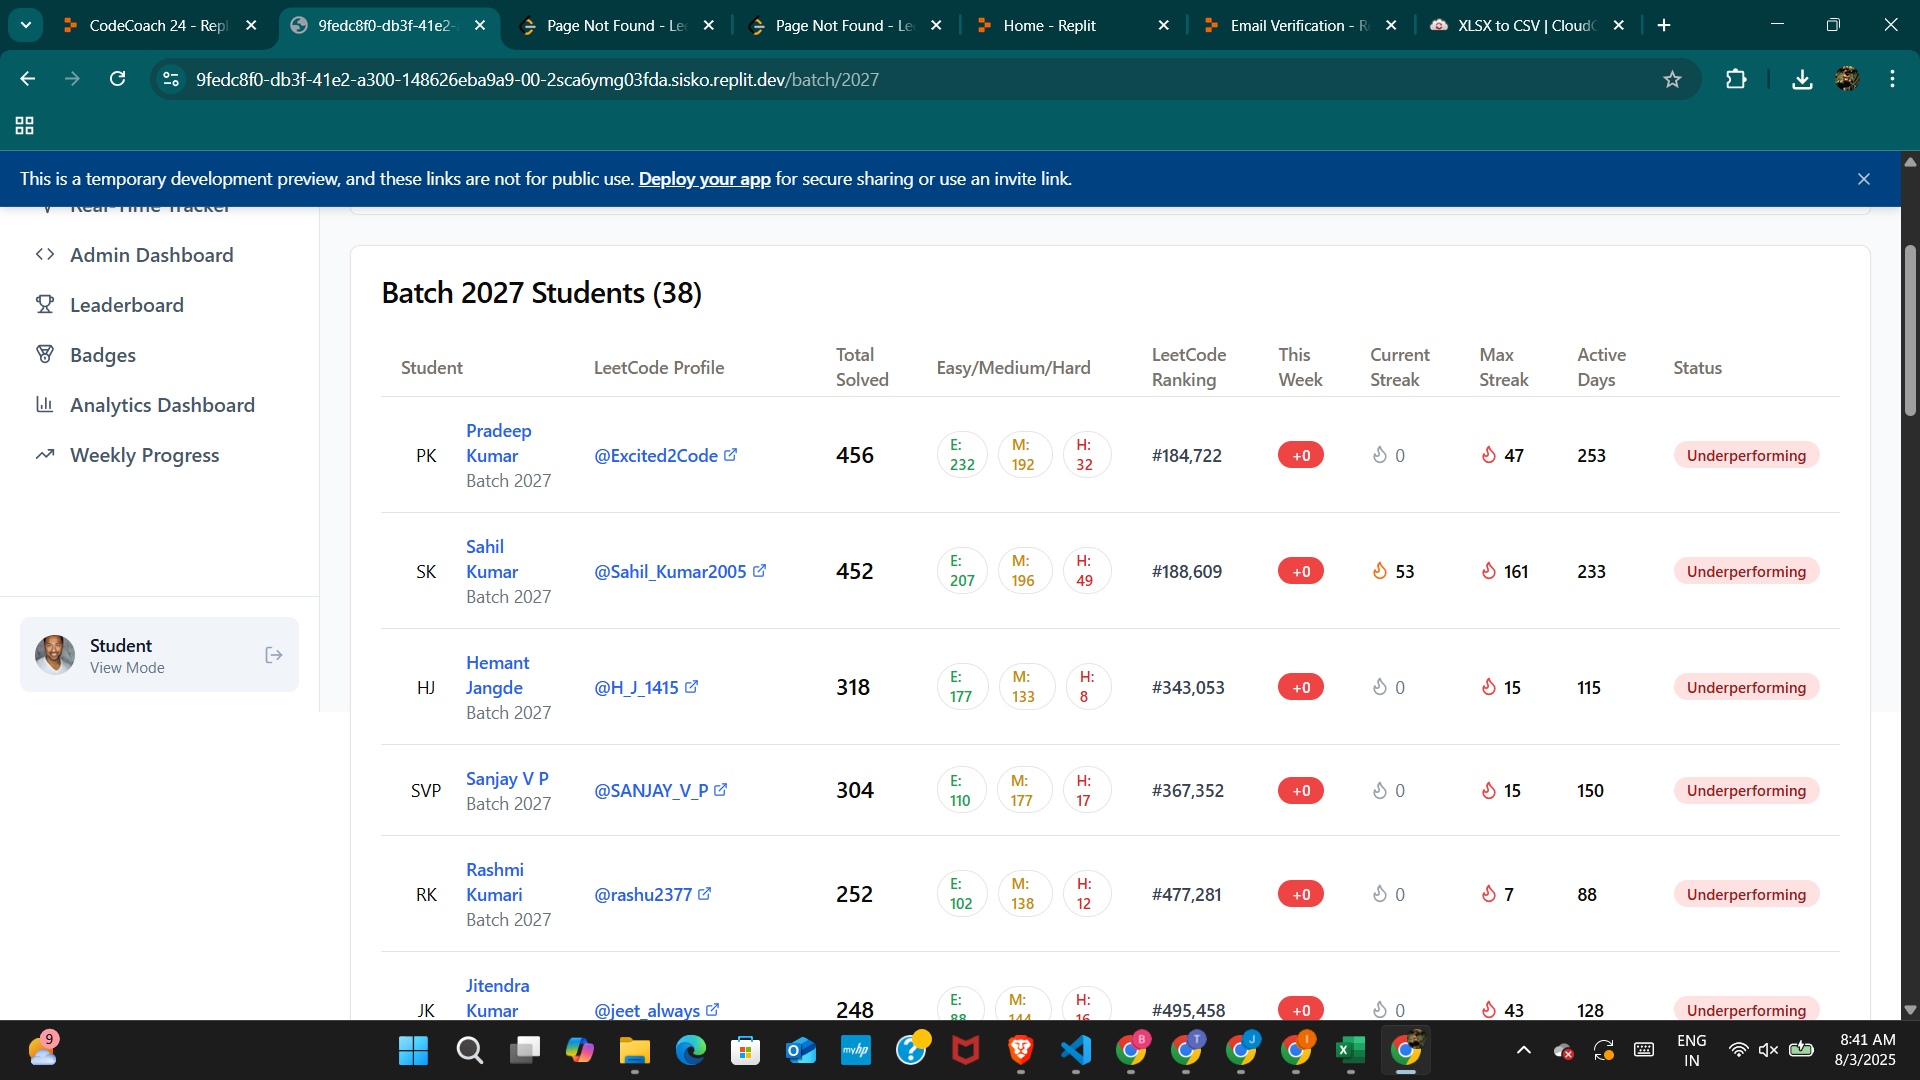 CodeCoach 24 - Repl
9fedc8f0-db3f-41e2-a
Page Not Found - Le
Page Not Found - Le
Home - Replit
Email Verification - R
XLSX to CSV | CloudC
9fedc8f0-db3f-41e2-a300-148626eba9a9-00-2sca6ymg03fda.sisko.replit.dev/batch/2027
This is a temporary development preview, and these links are not for public use. Deploy your app for secure sharing or use an invite link.
Real-Time Tracker
Admin Dashboard
Leaderboard
Badges
Analytics Dashboard
Weekly Progress
Student
View Mode
Batch 2027 Students (38)
Student
LeetCode Profile
Total
Solved
Easy/Medium/Hard
LeetCode
Ranking
This
Week
Current
Streak
Max
Streak
Active
Days
Status
PK
Pradeep
Kumar
Batch 2027
@Excited2Code
456
E:
232
M:
192
H:
32
#184,722
+0
0
47
253
Underperforming
SK
Sahil
Kumar
Batch 2027
@Sahil_Kumar2005
452
E:
207
M:
196
H:
49
#188,609
+0
53
161
233
Underperforming
HJ
Hemant
Jangde
Batch 2027
@H_J_1415
318
E:
177
M:
133
H:
8
#343,053
+0
0
15
115
Underperforming
SVP
Sanjay V P
Batch 2027
@SANJAY_V_P
304
E:
110
M:
177
H:
17
#367,352
+0
0
15
150
Underperforming
RK
Rashmi
Kumari
Batch 2027
@rashu2377
252
E:
102
M:
138
H:
12
#477,281
+0
0
7
88
Underperforming
JK
Jitendra
Kumar
@jeet_always
248
E:
88
M:
144
H:
16
#495,458
+0
0
43
128
Underperforming
9
myhp
B
T
J
I
ENG
IN
8:41 AM
8/3/2025